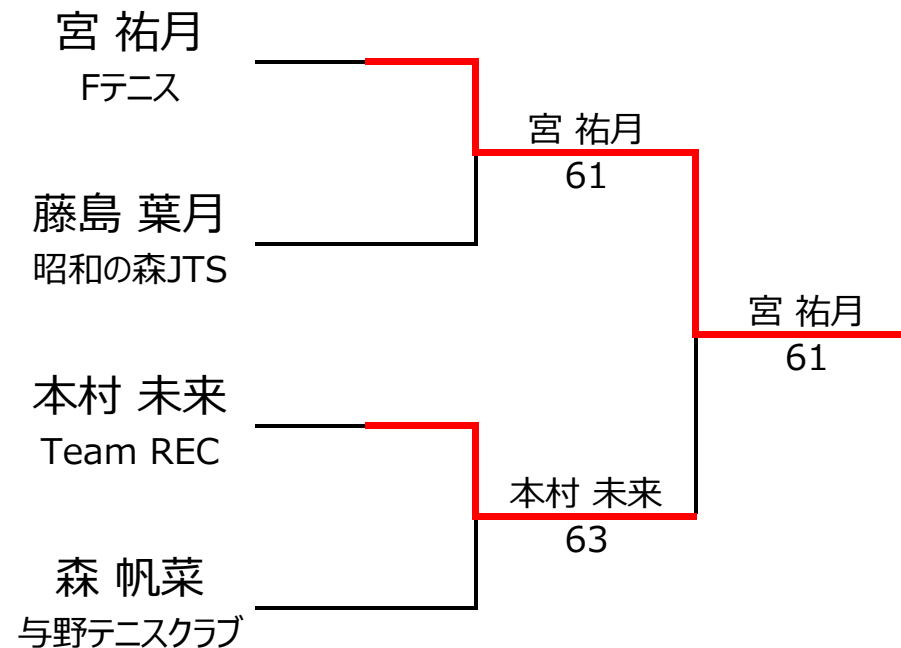 宮 祐月
Fテニス
宮 祐月
61
藤島 葉月
昭和の森JTS
宮 祐月
61
本村 未来
Team REC
本村 未来
63
森 帆菜
与野テニスクラブ